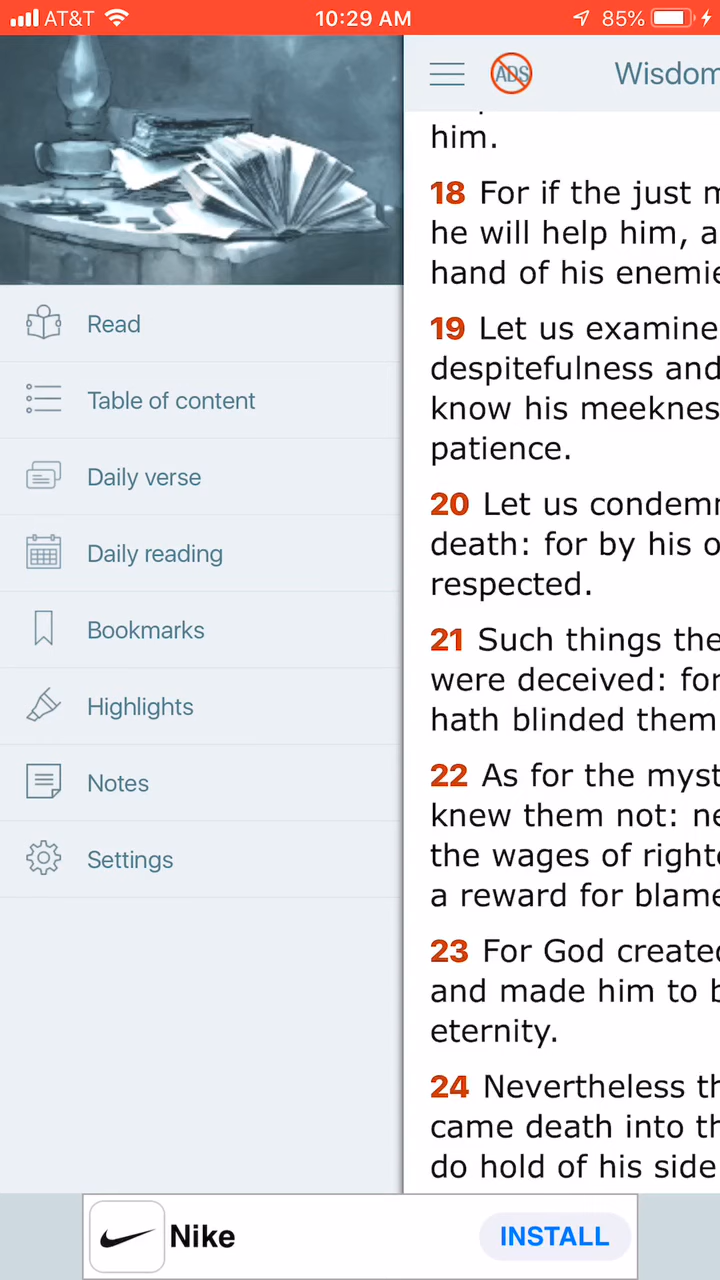 AT&T
10:29 AM
85%
ADS
Wisdom
him.
18 For if the just m
he will help him, a
hand of his enemie
19 Let us examine
despitefulness and
know his meeknes
patience.
20 Let us condemn
death: for by his o
respected.
21 Such things the
were deceived: for
hath blinded them
22 As for the myst
knew them not: ne
the wages of righte
a reward for blame
23 For God created
and made him to b
eternity.
24 Nevertheless th
came death into th
do hold of his side
Read
Table of content
Daily verse
Daily reading
Bookmarks
Highlights
Notes
Settings
Nike
INSTALL